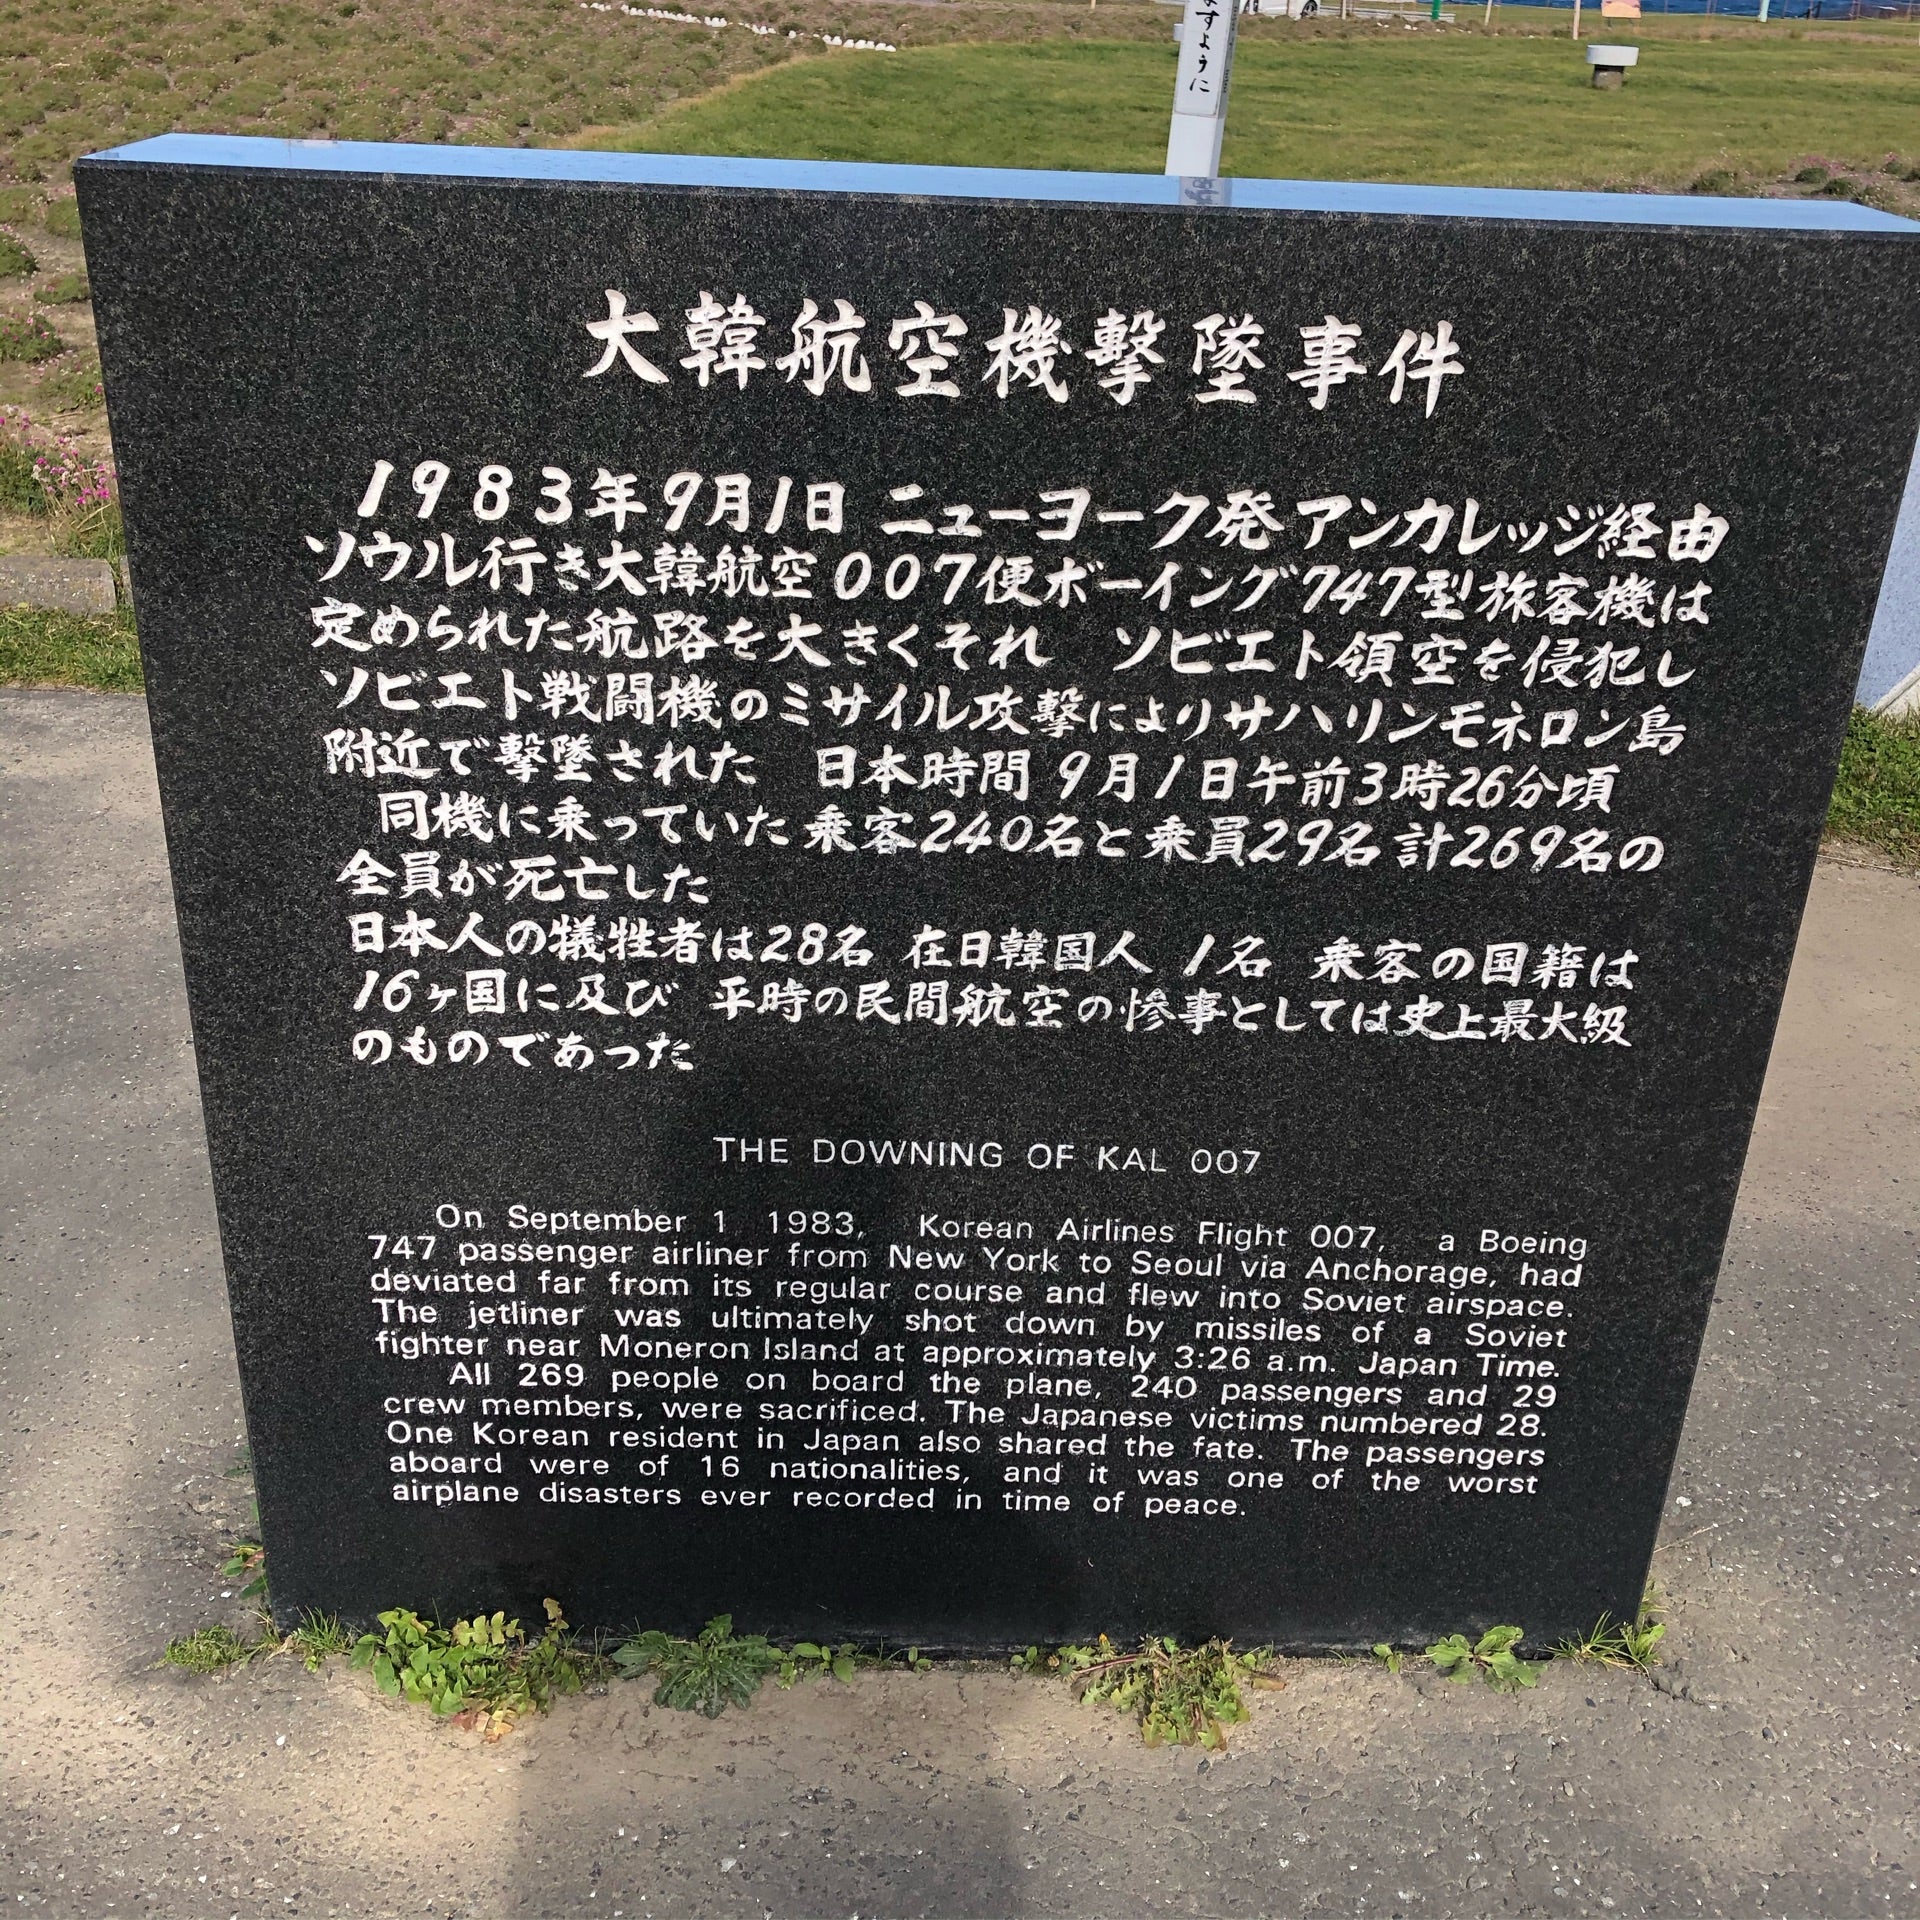 ますように
大韓航空機撃墜事件
1983年9月1日 ニューヨーク発 アンカレッジ経由
ソウル行き大韓航空007便ボーイング747型旅客機は
定められた航路を大きくそれ ソビエト領空を侵犯し
ソビエト戦闘機のミサイル攻撃によりサハリンモネロン島
附近で撃墜された 日本時間 9月1日午前3時26分頃
同機に乗っていた乗客240名と乗員29名 計269名の
全員が死亡した
日本人の犠牲者は28名 在日韓国人 1名 乗客の国籍は
16ヶ国に及び 平時の民間航空の惨事としては史上最大級
のものであった
THE DOWNING OF KAL 007
On September 1 1983, Korean Airlines Flight 007, a Boeing
747 passenger airliner from New York to Seoul via Anchorage, had
deviated far from its regular course and flew into Soviet airspace.
The jetliner was ultimately shot down by missiles of a Soviet
fighter near Moneron Island at approximately 3:26 a.m. Japan Time.
All 269 people on board the plane, 240 passengers and 29
crew members, were sacrificed. The Japanese victims numbered 28.
One Korean resident in Japan also shared the fate. The passengers
aboard were of 16 nationalities, and it was one of the worst
airplane disasters ever recorded in time of peace.